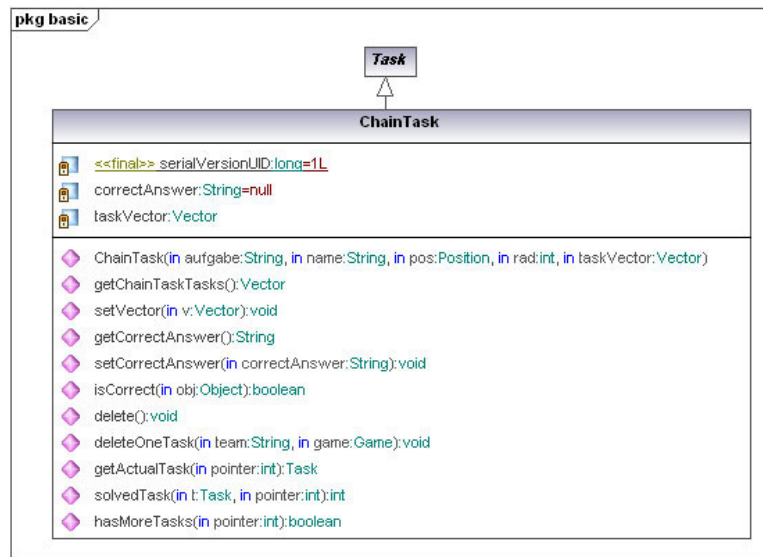 pkg basic
Task
ChainTask
<<final>> serialVersionUID:long=1L
correctAnswer:String=null
taskVector:Vector
ChainTask(in aufgabe:String, in name:String, in pos:Position, in rad:int, in taskVector:Vector)
getChainTaskTasks():Vector
setVector(in v:Vector):void
getCorrectAnswer():String
setCorrectAnswer(in correctAnswer:String):void
isCorrect(in obj:Object):boolean
delete():void
deleteOneTask(in team:String, in game:Game):void
getActualTask(in pointer:int):Task
solvedTask(in t:Task, in pointer:int):int
hasMoreTasks(in pointer:int):boolean